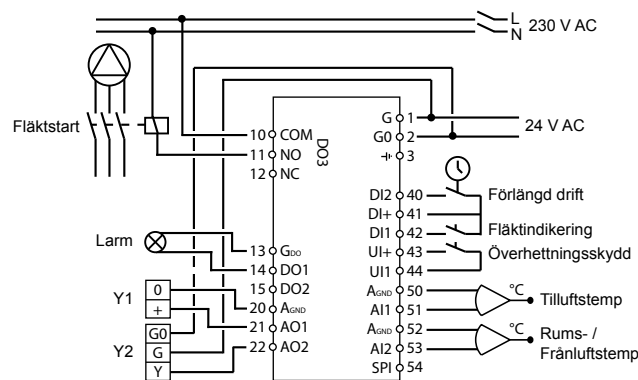 L
N
230 V AC
Fläktstart
DO3
10 COM
11 NO
12 NC
G 1
G0 2
3
24 V AC
DI2 40
Förlängd drift
DI+ 41
DI1 42
Fläktindikering
UI+ 43
Överhettningsskydd
UI1 44
Larm
13 GDO
14 DO1
15 DO2
20 AGND
21 AO1
22 AO2
AGND 50
AI1 51
°C
Tilluftstemp
AGND 52
AI2 53
°C
Rums- /
Frånluftstemp
SPI 54
Y1
0
+
Y2
G0
G
Y